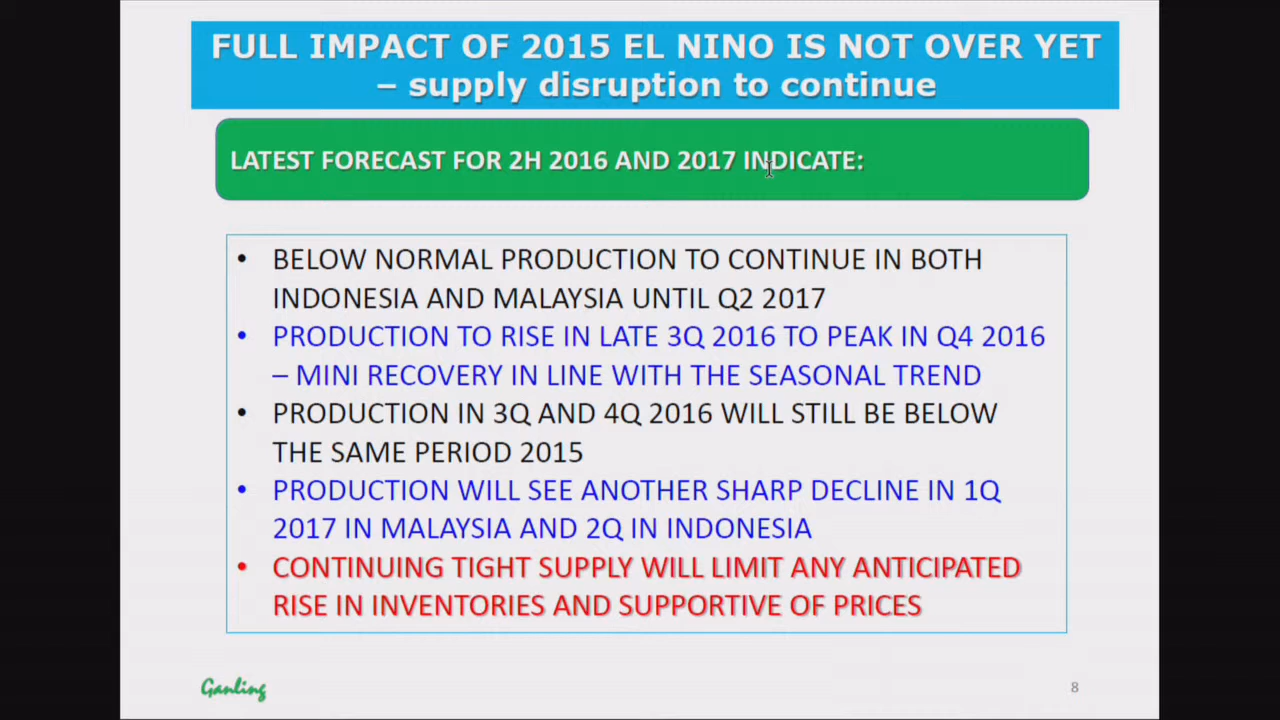 FULL IMPACT OF 2015 EL NINO IS NOT OVER YET
– supply disruption to continue
LATEST FORECAST FOR 2H 2016 AND 2017 INDICATE:
• BELOW NORMAL PRODUCTION TO CONTINUE IN BOTH
INDONESIA AND MALAYSIA UNTIL Q2 2017
• PRODUCTION TO RISE IN LATE 3Q 2016 TO PEAK IN Q4 2016
– MINI RECOVERY IN LINE WITH THE SEASONAL TREND
• PRODUCTION IN 3Q AND 4Q 2016 WILL STILL BE BELOW
THE SAME PERIOD 2015
• PRODUCTION WILL SEE ANOTHER SHARP DECLINE IN 1Q
2017 IN MALAYSIA AND 2Q IN INDONESIA
• CONTINUING TIGHT SUPPLY WILL LIMIT ANY ANTICIPATED
RISE IN INVENTORIES AND SUPPORTIVE OF PRICES
Ganling
8